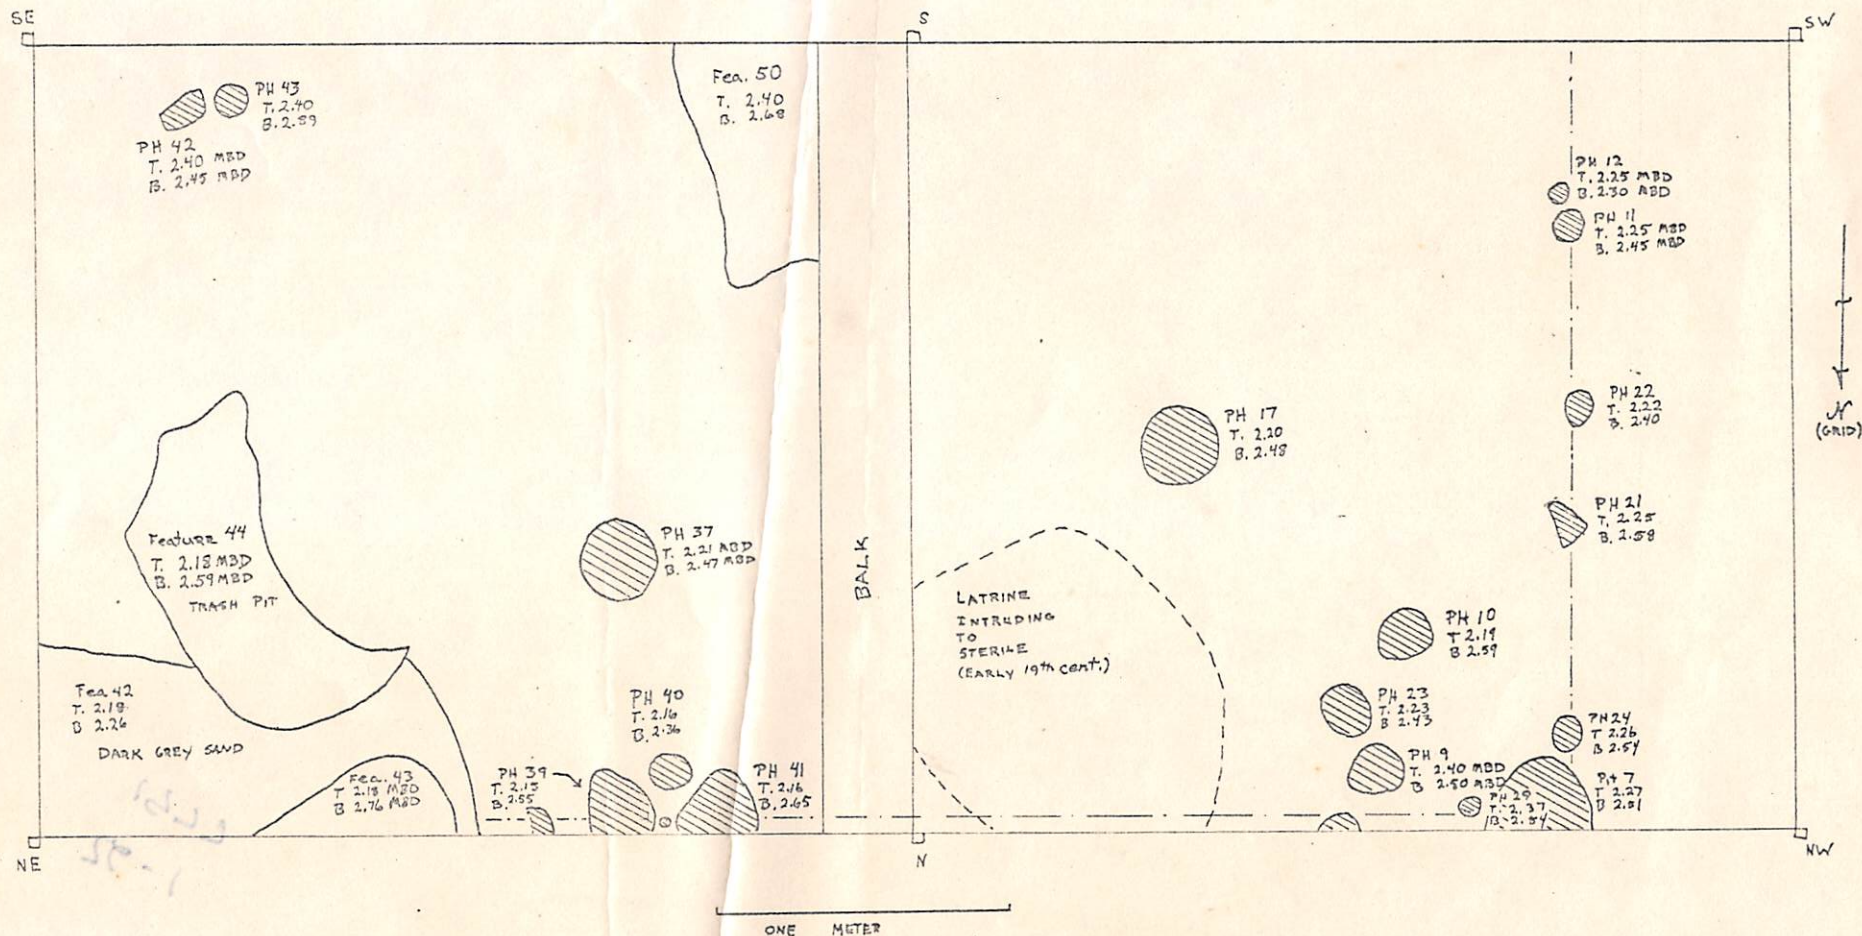 SE
S
SW
PH 43
T. 2.40
B. 2.89
PH 42
T. 2.40 MBD
B. 2.45 MBD
Fea. 50
T. 2.40
B. 2.68
PH 12
T. 2.25 MBD
B. 2.30 MBD
PH 11
T. 2.25 MBD
B. 2.45 MBD
PH 22
T. 2.22
B. 2.40
N
(GRID)
PH 17
T. 2.20
B. 2.48
PH 21
T. 2.25
B. 2.58
Feature 44
T. 2.18 MBD
B. 2.59 MBD
TRASH PIT
PH 37
T. 2.21 MBD
B. 2.47 MBD
BALK
LATRINE
INTRUDING
TO
STERILE
(EARLY 19th cent.)
PH 10
T 2.19
B 2.59
Fea 42
T. 2.18
B 2.26
DARK GREY SAND
PH 40
T. 2.16
B. 2.36
PH 23
T. 2.23
B 2.43
PH 24
T 2.26
B 2.54
Fea. 43
T 2.18 MBD
B 2.76 MBD
PH 39
T. 2.15
B. 2.55
PH 41
T. 2.16
B. 2.65
PH 9
T. 2.40 MBD
B 2.50 MBD
PH 29
T. 2.37
B. 2.54
T 2.27
B 2.51
NE
N
NW
ONE METER